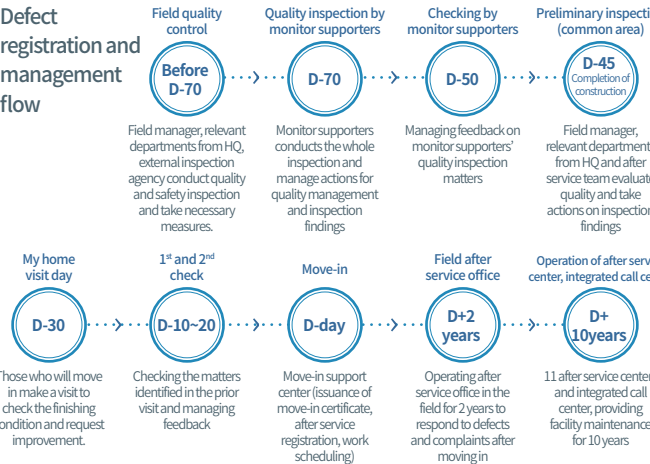 Defect
registration and
management
flow
Field quality
control
Before
D-70
Field manager, relevant
departments from HQ,
external inspection
agency conduct quality
and safety inspection
and take necessary
measures.
Quality inspection by
monitor supporters
D-70
Monitor supporters
conducts the whole
inspection and
manage actions for
quality management
and inspection
findings
Checking by
monitor supporters
D-50
Managing feedback on
monitor supporters'
quality inspection
matters
Preliminary inspecti
(common area)
D-45
Completion of
construction
Field manager,
relevant department
from HQ and after
service team evaluate
quality and take
actions on inspection
findings
My home
visit day
D-30
Those who will move
in make a visit to
check the finishing
condition and request
improvement.
1st and 2nd
check
D-10~20
Checking the matters
identified in the prior
visit and managing
feedback
Move-in
D-day
Move-in support
center (issuance of
move-in certificate,
after service
registration, work
scheduling)
Field after
service office
D+2
years
Operating after
service office in the
field for 2 years to
respond to defects
and complaints after
moving in
Operation of after serv
center, integrated call ce
D+
10years
11 after service center
and integrated call
center, providing
facility maintenance
for 10 years